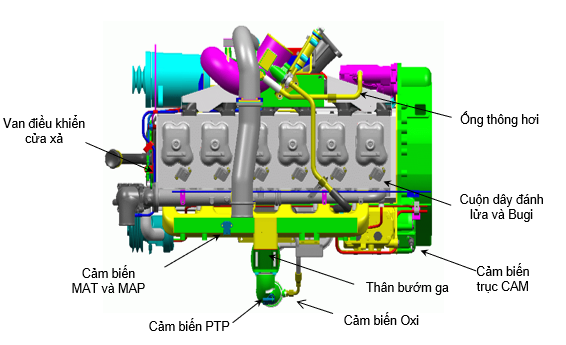 Ống thông hơi
Van điều khiển
cửa xả
Cuộn dây đánh
lửa và Bugi
Cảm biến
MAT và MAP
Thân bướm ga
Cảm biến
trục CAM
Cảm biến PTP
Cảm biến Oxi